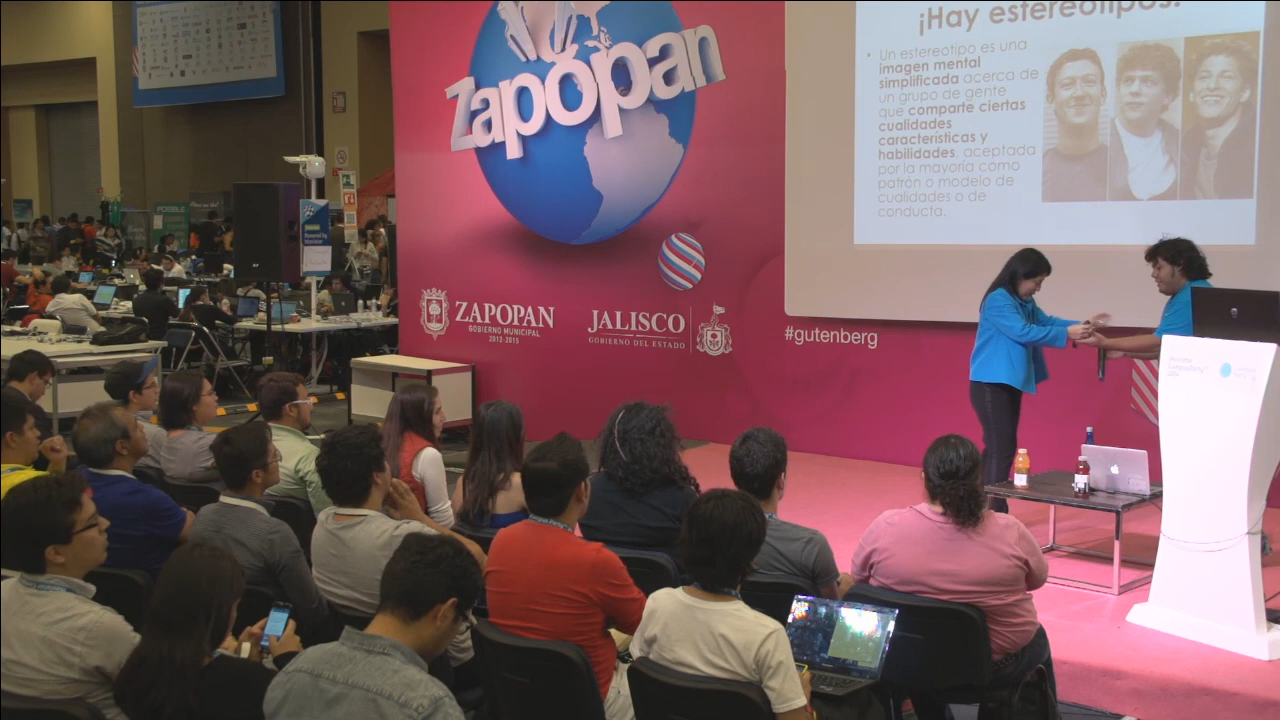 Zapopan
ZAPOPAN
GOBIERNO MUNICIPAL
2012-2015
JALISCO
GOBIERNO DEL ESTADO
#gutenberg
¡Hay estereotipos!
• Un estereotipo es una
imagen mental
simplificada acerca de
un grupo de gente
que comparte ciertas
cualidades
características y
habilidades, aceptada
por la mayoría como
patrón o modelo de
cualidades o de
conducta.